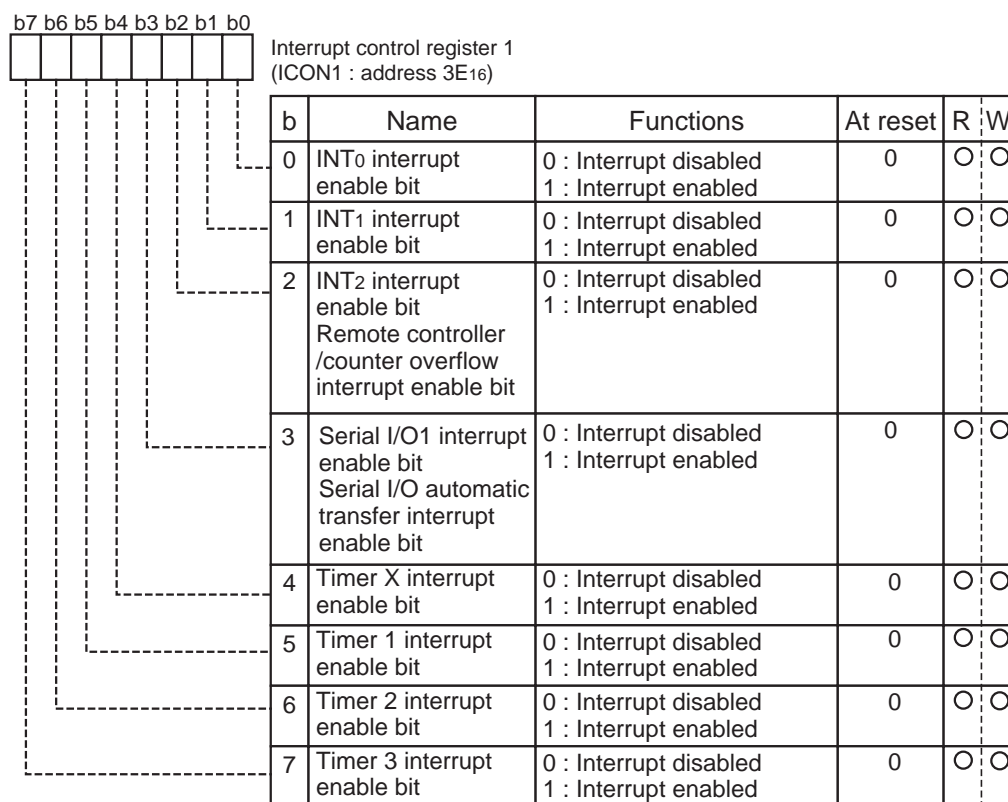 b7 b6 b5 b4 b3 b2 b1 b0
Interrupt control register 1
(ICON1 : address 3E16)
b Name Functions At reset R W
0 INT0 interrupt enable bit 0 : Interrupt disabled 1 : Interrupt enabled 0 O O
1 INT1 interrupt enable bit 0 : Interrupt disabled 1 : Interrupt enabled 0 O O
2 INT2 interrupt enable bit Remote controller /counter overflow interrupt enable bit 0 : Interrupt disabled 1 : Interrupt enabled 0 O O
3 Serial I/O1 interrupt enable bit Serial I/O automatic transfer interrupt enable bit 0 : Interrupt disabled 1 : Interrupt enabled 0 O O
4 Timer X interrupt enable bit 0 : Interrupt disabled 1 : Interrupt enabled 0 O O
5 Timer 1 interrupt enable bit 0 : Interrupt disabled 1 : Interrupt enabled 0 O O
6 Timer 2 interrupt enable bit 0 : Interrupt disabled 1 : Interrupt enabled 0 O O
7 Timer 3 interrupt enable bit 0 : Interrupt disabled 1 : Interrupt enabled 0 O O